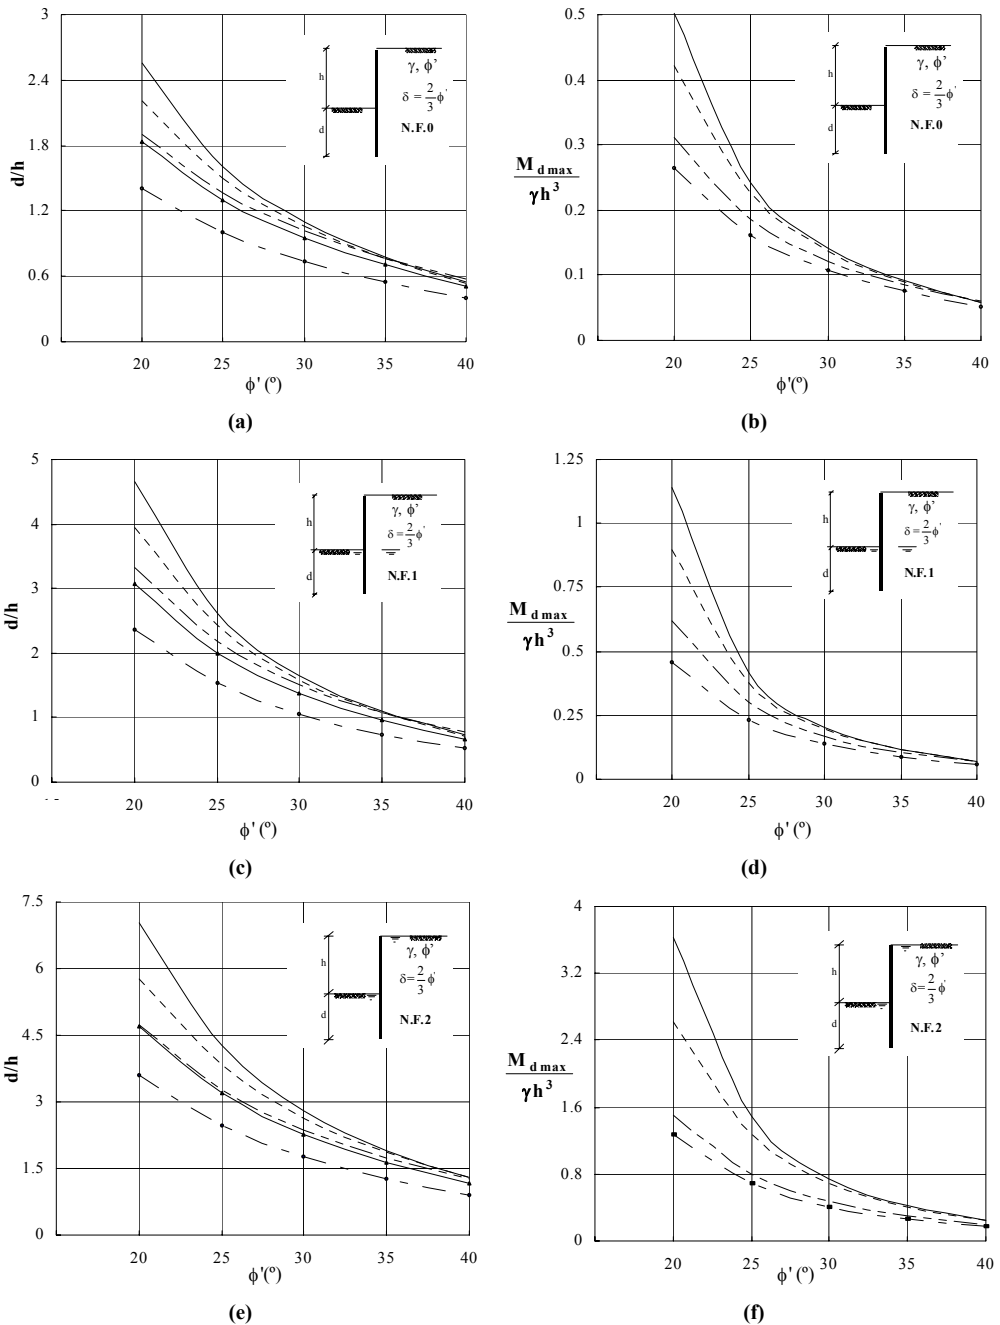 3
2.4
1.8
1.2
0.6
0
d/h
20
25
30
35
40
ϕ' (º)
h
d
γ, ϕ'
δ = 2/3 ϕ'
N.F.0
(a)
0.5
0.4
0.3
0.2
0.1
0
M d max
γh³
20
25
30
35
40
ϕ'(º)
h
d
γ, ϕ'
δ = 2/3 ϕ'
N.F.0
(b)
5
4
3
2
1
0
d/h
20
25
30
35
40
ϕ' (º)
h
d
γ, ϕ'
δ = 2/3 ϕ'
N.F.1
(c)
1.25
1
0.75
0.5
0.25
0
M d max
γh³
20
25
30
35
40
ϕ' (º)
h
d
γ, ϕ'
δ = 2/3 ϕ'
N.F.1
(d)
7.5
6
4.5
3
1.5
0
d/h
20
25
30
35
40
ϕ'(º)
h
d
γ, ϕ'
δ= 2/3 ϕ'
N.F.2
(e)
4
3.2
2.4
1.6
0.8
0
M d max
γh³
20
25
30
35
40
ϕ' (º)
h
d
γ, ϕ'
δ= 2/3 ϕ'
N.F.2
(f)